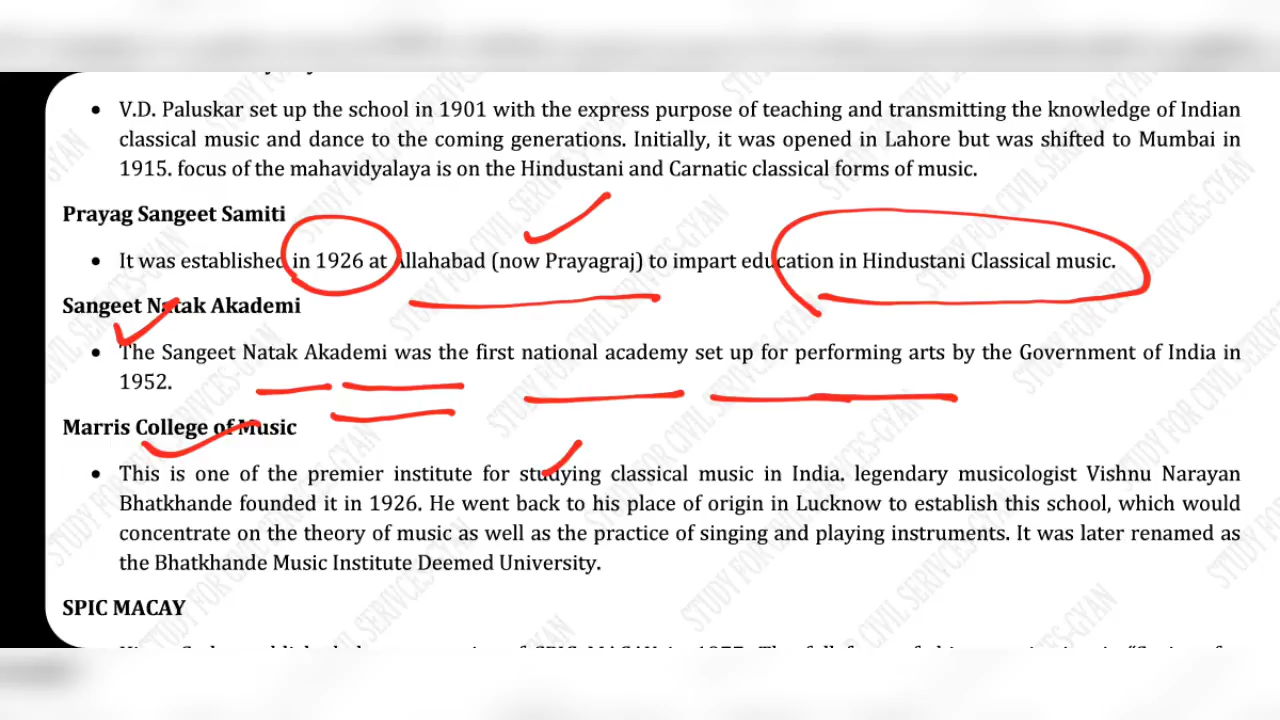 • V.D. Paluskar set up the school in 1901 with the express purpose of teaching and transmitting the knowledge of Indian
classical music and dance to the coming generations. Initially, it was opened in Lahore but was shifted to Mumbai in
1915. focus of the mahavidyalaya is on the Hindustani and Carnatic classical forms of music.
Prayag Sangeet Samiti
• It was established in 1926 at Allahabad (now Prayagraj) to impart education in Hindustani Classical music.
Sangeet Natak Akademi
• The Sangeet Natak Akademi was the first national academy set up for performing arts by the Government of India in
1952.
Marris College of Music
• This is one of the premier institute for studying classical music in India. legendary musicologist Vishnu Narayan
Bhatkhande founded it in 1926. He went back to his place of origin in Lucknow to establish this school, which would
concentrate on the theory of music as well as the practice of singing and playing instruments. It was later renamed as
the Bhatkhande Music Institute Deemed University.
SPIC MACAY